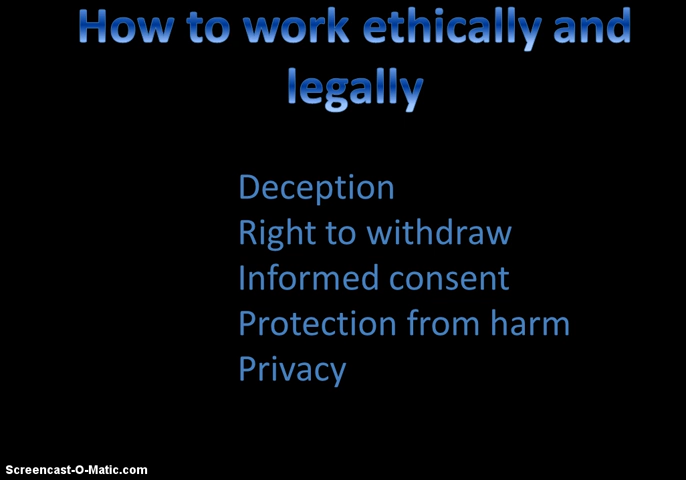 How to work ethically and
legally
Deception
Right to withdraw
Informed consent
Protection from harm
Privacy
Screencast-O-Matic.com